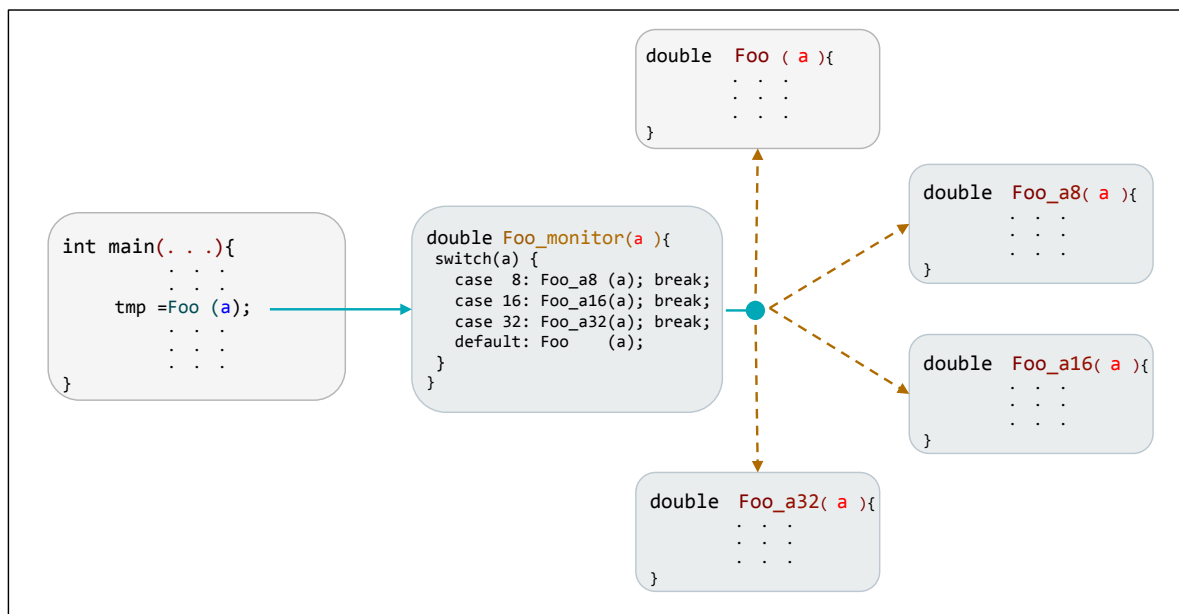 int main(. . .){
. . .
. . .
tmp =Foo (a);
. . .
. . .
. . .
}
double Foo_monitor(a ){
switch(a) {
case  8: Foo_a8 (a); break;
case 16: Foo_a16(a); break;
case 32: Foo_a32(a); break;
default: Foo    (a);
}
}
double  Foo ( a ){
. . .
. . .
. . .
}
double  Foo_a8( a ){
. . .
. . .
. . .
}
double  Foo_a16( a ){
. . .
. . .
. . .
}
double  Foo_a32( a ){
. . .
. . .
. . .
}